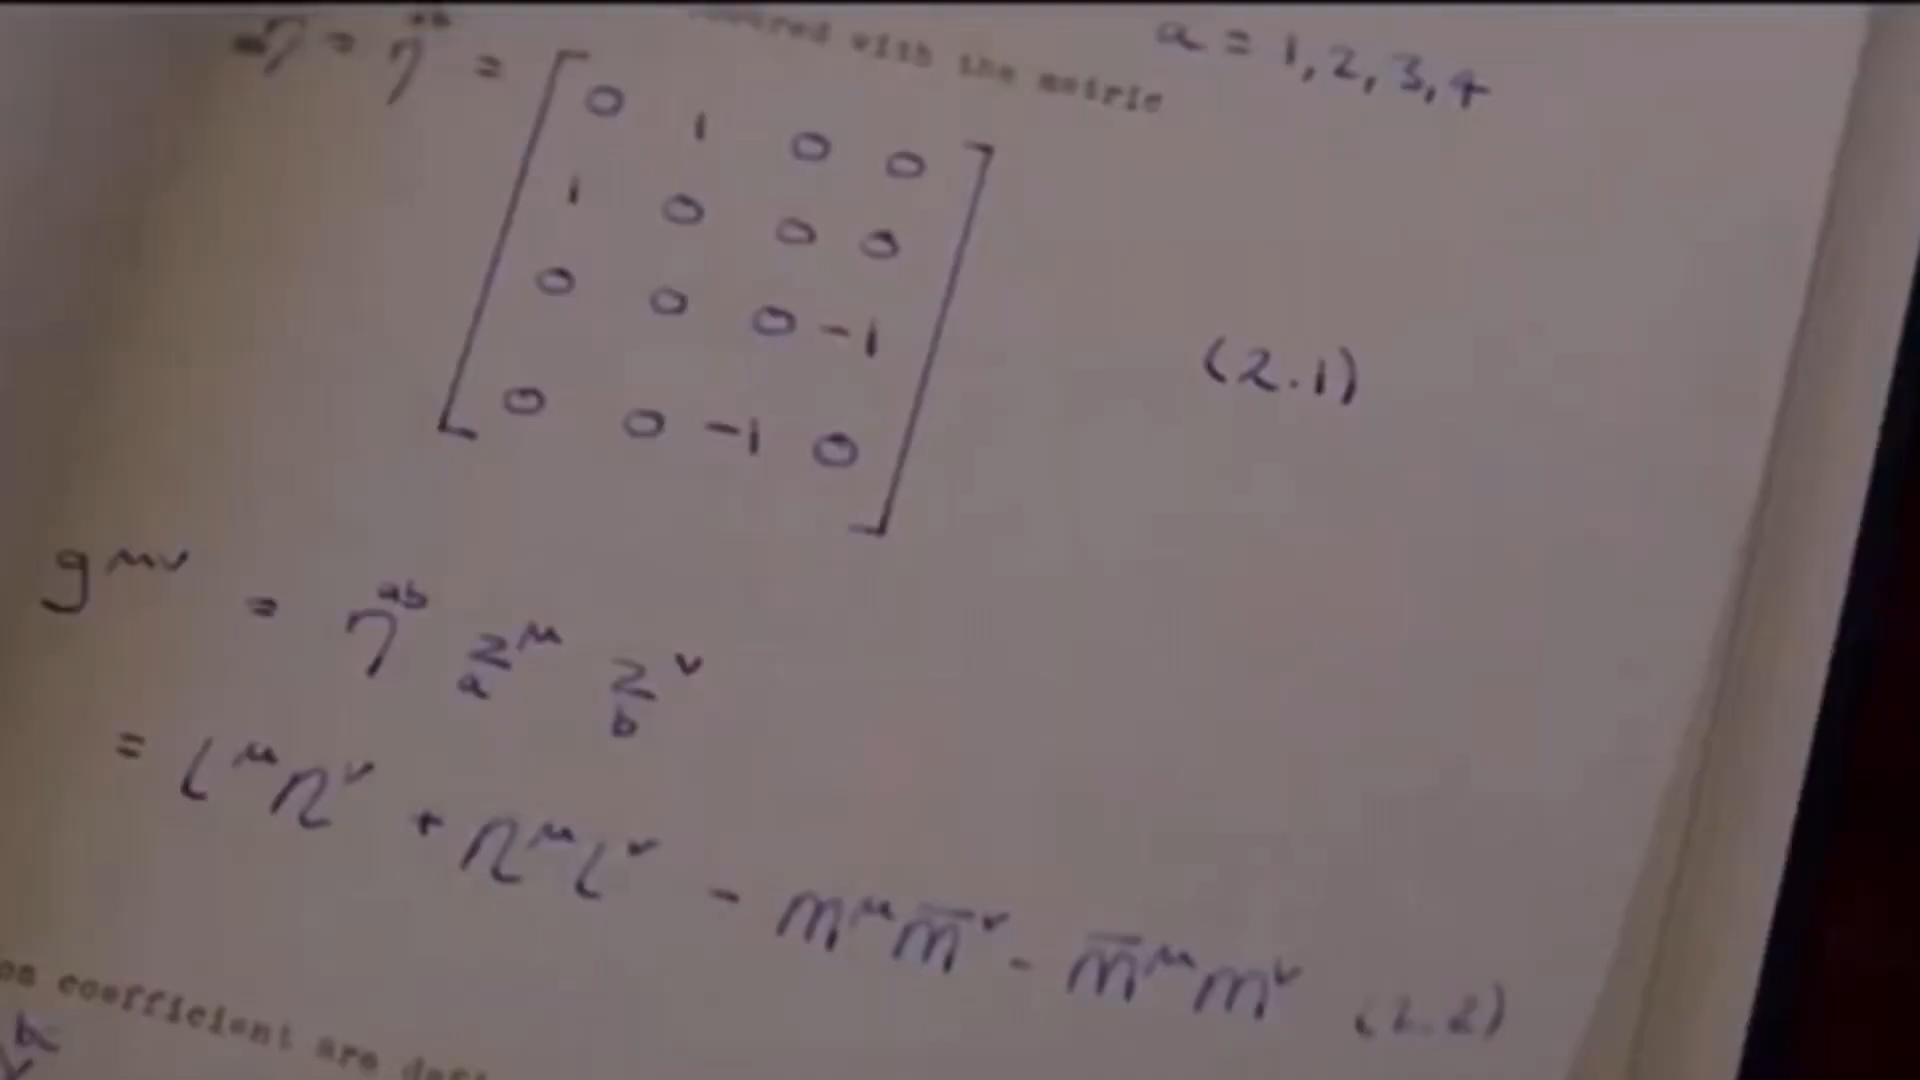 with the metric a = 1, 2, 3, 4
η = η^{ab} =
0 1 0 0
1 0 0 0
0 0 0 -1
0 0 -1 0
(2.1)
g^{μν} = η^{ab} z_a^μ z_b^ν
= l^μ n^ν + n^μ l^ν - m^μ m̄^ν - m̄^μ m^ν (2.2)
coefficient are